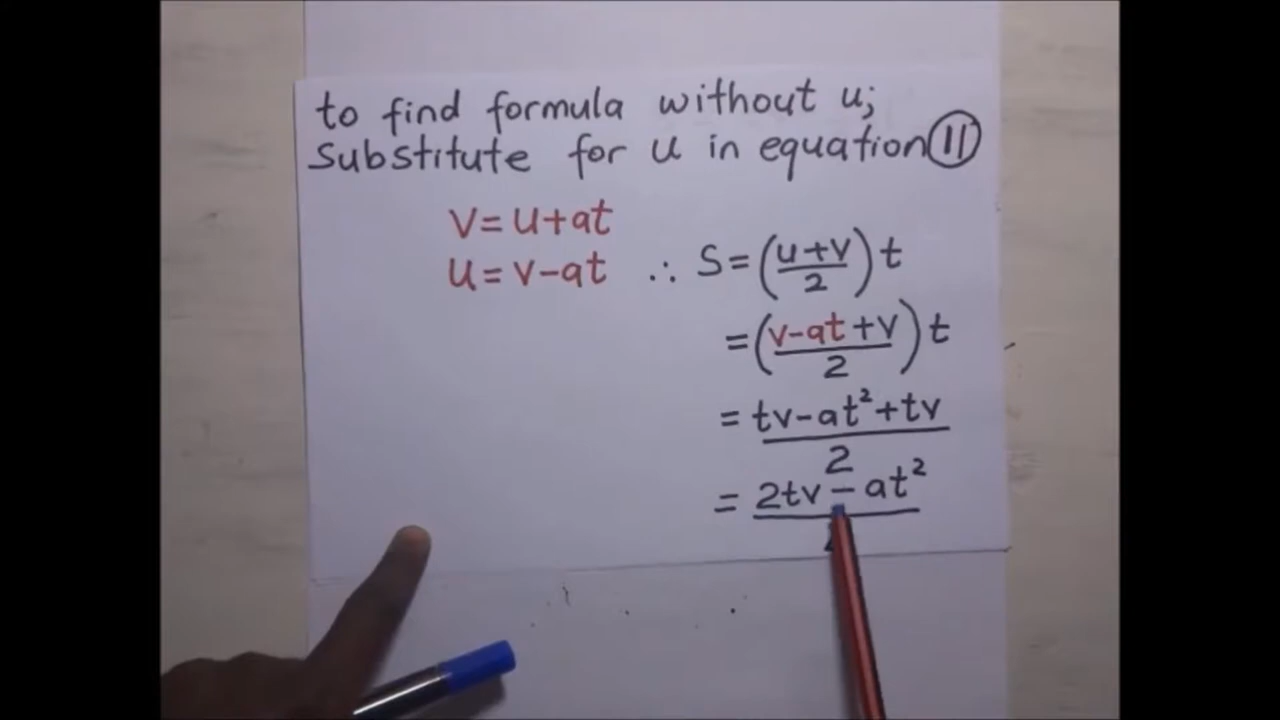 to find formula without u;
Substitute for u in equation (11)
V=U+at
U=V-at ∴ S=(u+v/2)t
=(v-at+v/2)t
= tv-at²+tv/2
= 2tv-at²